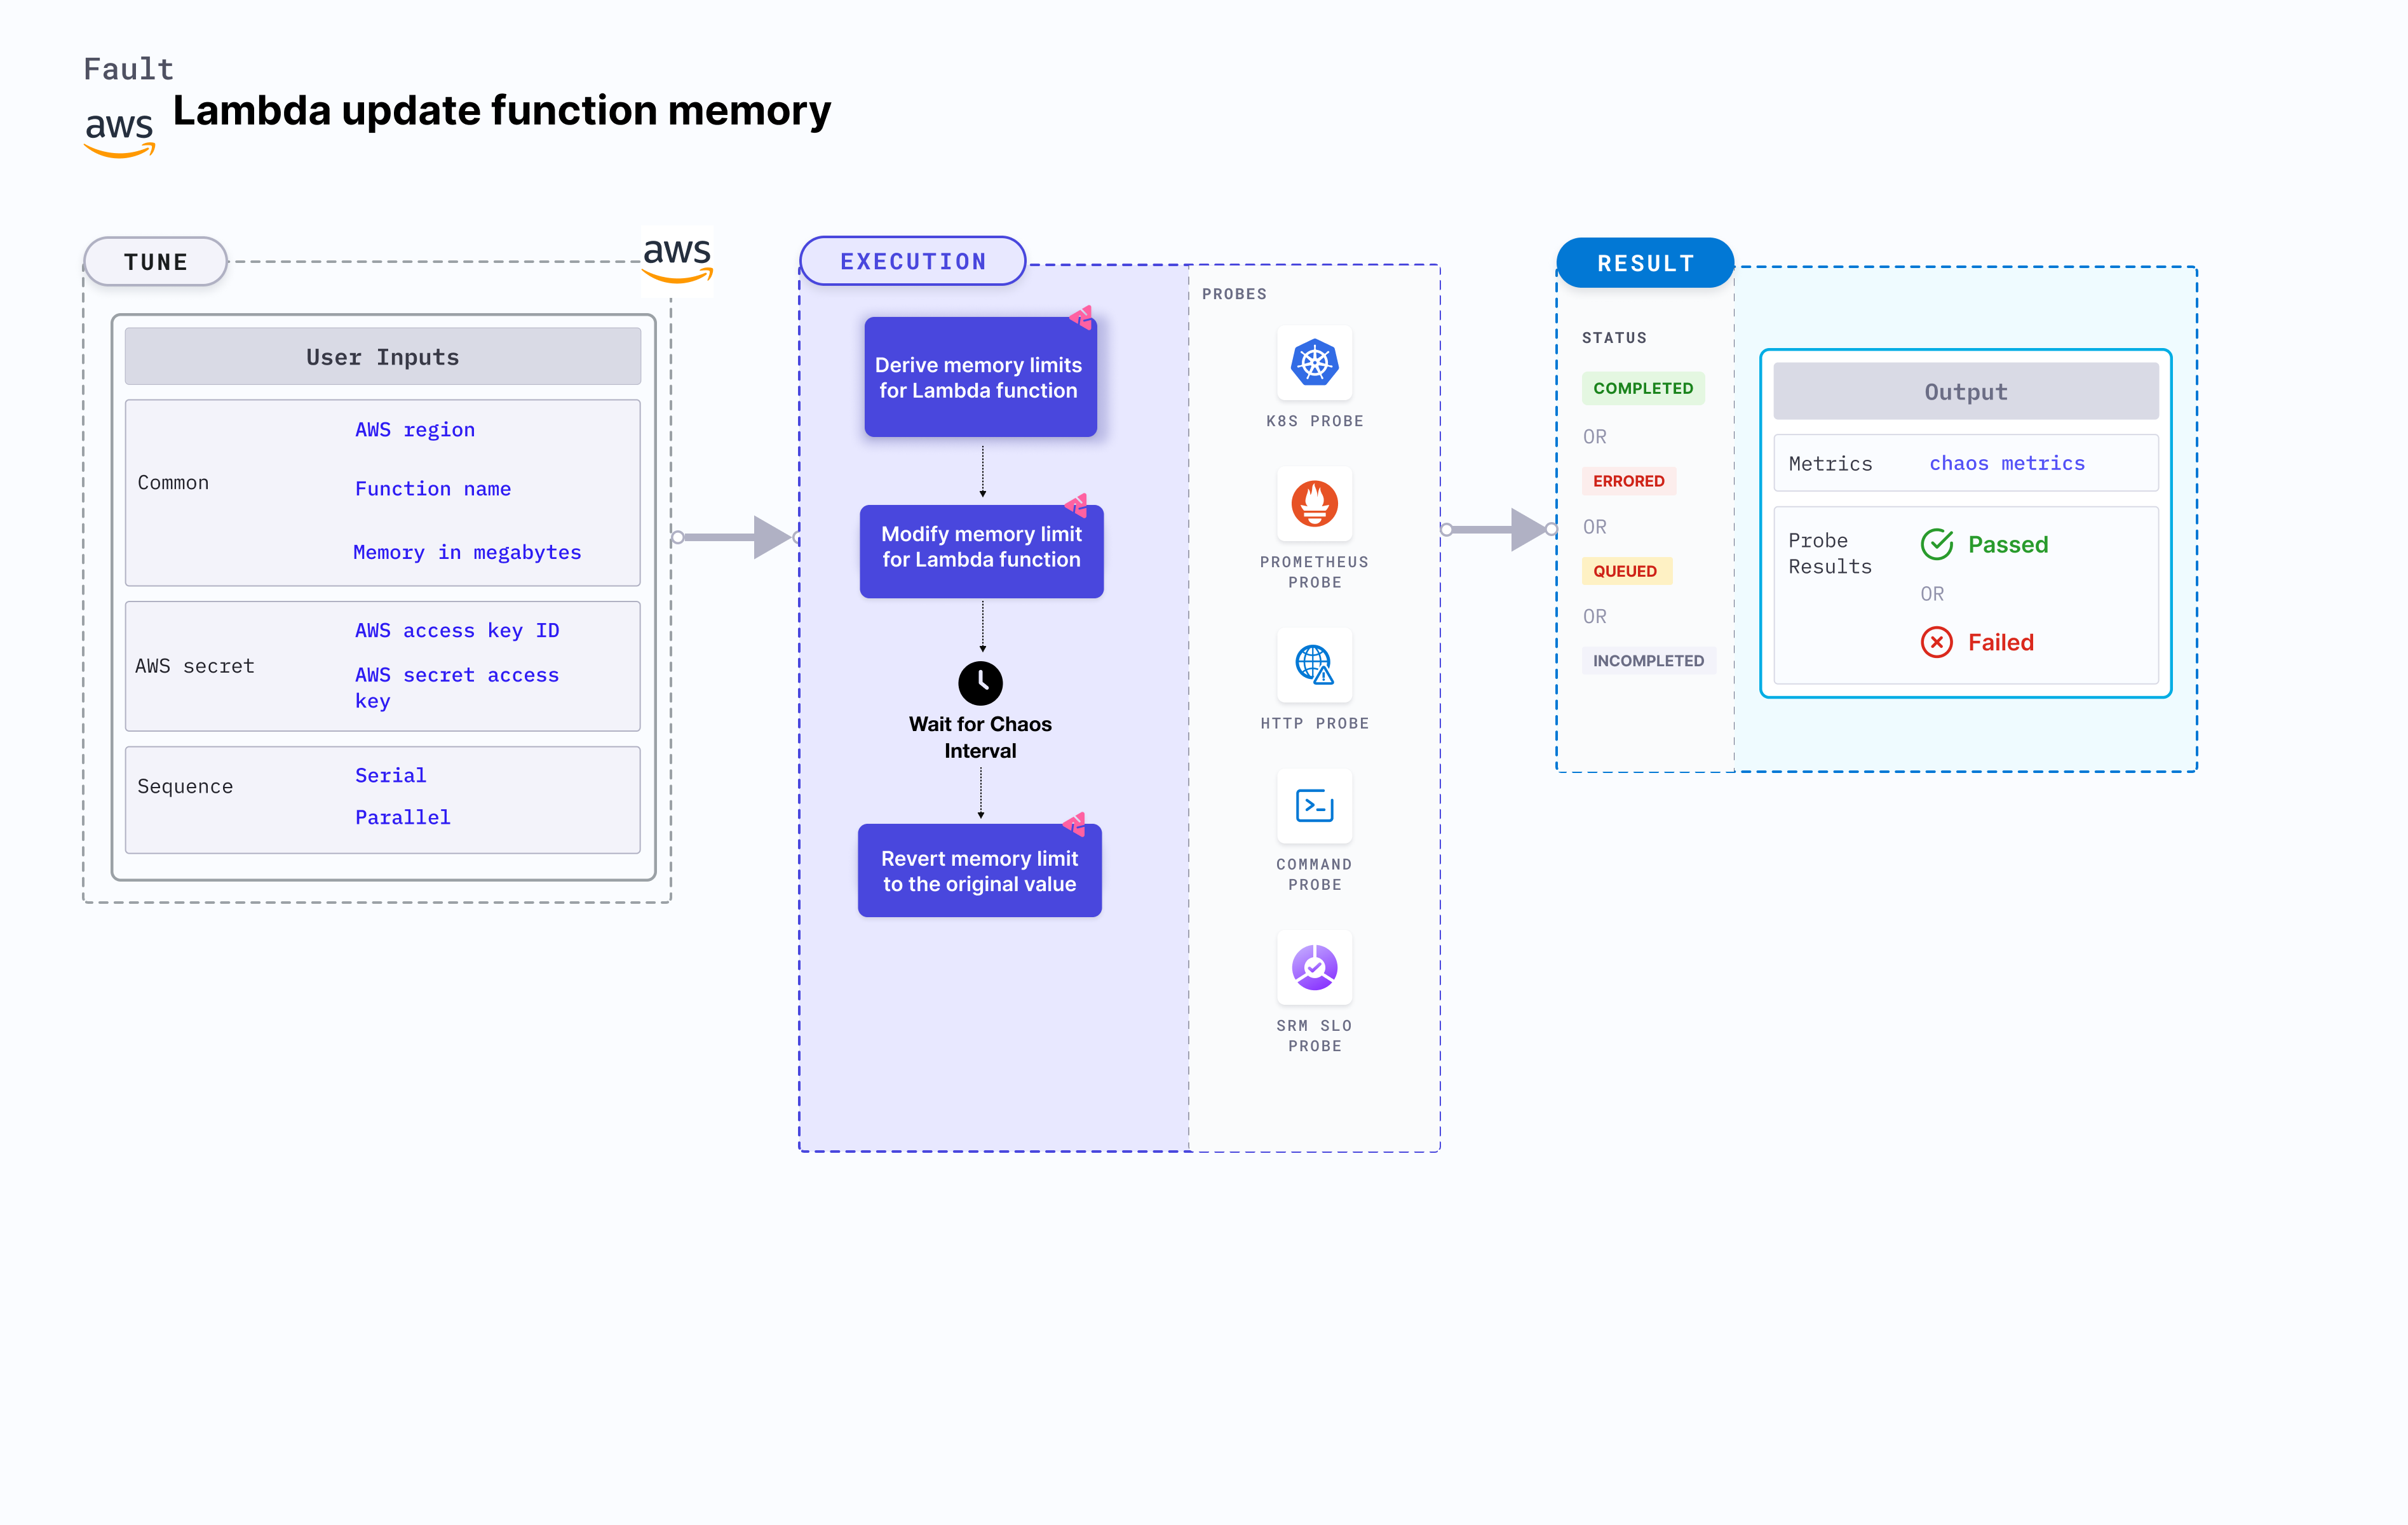 Fault
aws
Lambda update function memory
TUNE
aws
User Inputs
Common
AWS region
Function name
Memory in megabytes
AWS secret
AWS access key ID
AWS secret access
key
Sequence
Serial
Parallel
EXECUTION
Derive memory limits
for Lambda function
Modify memory limit
for Lambda function
Wait for Chaos
Interval
Revert memory limit
to the original value
PROBES
K8S PROBE
PROMETHEUS
PROBE
HTTP PROBE
COMMAND
PROBE
SRM SLO
PROBE
RESULT
STATUS
COMPLETED
OR
ERRORED
OR
QUEUED
OR
INCOMPLETED
Output
Metrics
chaos metrics
Probe
Results
Passed
OR
Failed